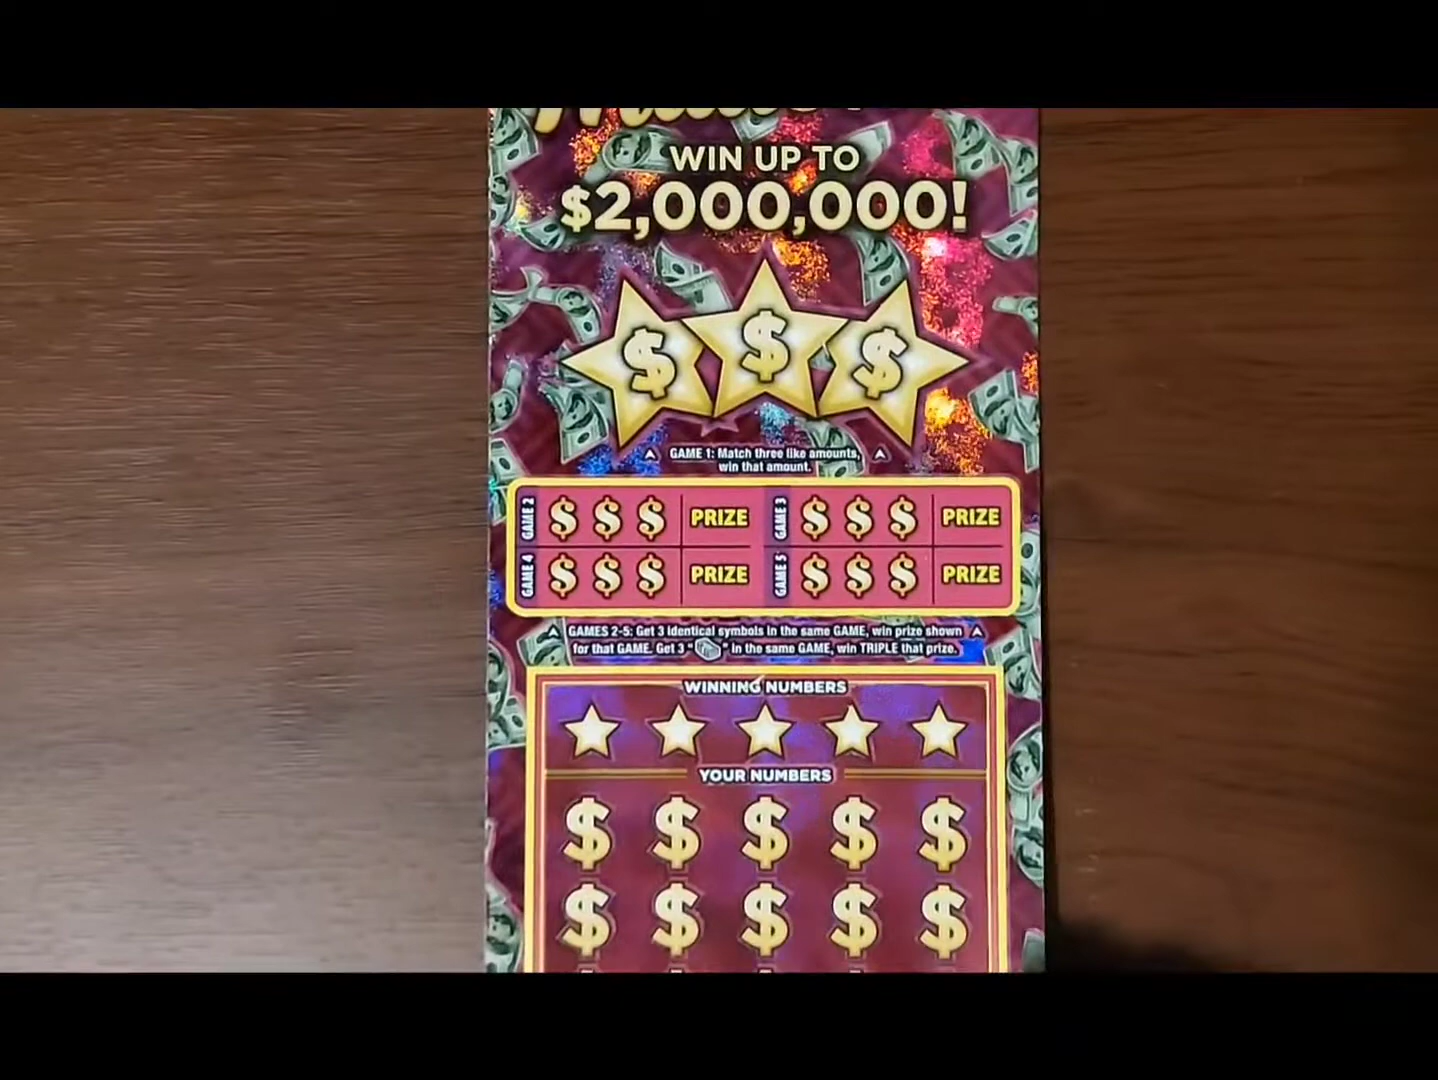 WIN UP TO
$2,000,000!
$ $ $
GAME 1: Match three like amounts,
win that amount.
GAME 2 $ $ $ PRIZE GAME 3 $ $ $ PRIZE
GAME 4 $ $ $ PRIZE GAME 5 $ $ $ PRIZE
GAMES 2-5: Get 3 identical symbols in the same GAME, win prize shown
for that GAME. Get 3 " " in the same GAME, win TRIPLE that prize.
WINNING NUMBERS
YOUR NUMBERS
$ $ $ $ $
$ $ $ $ $